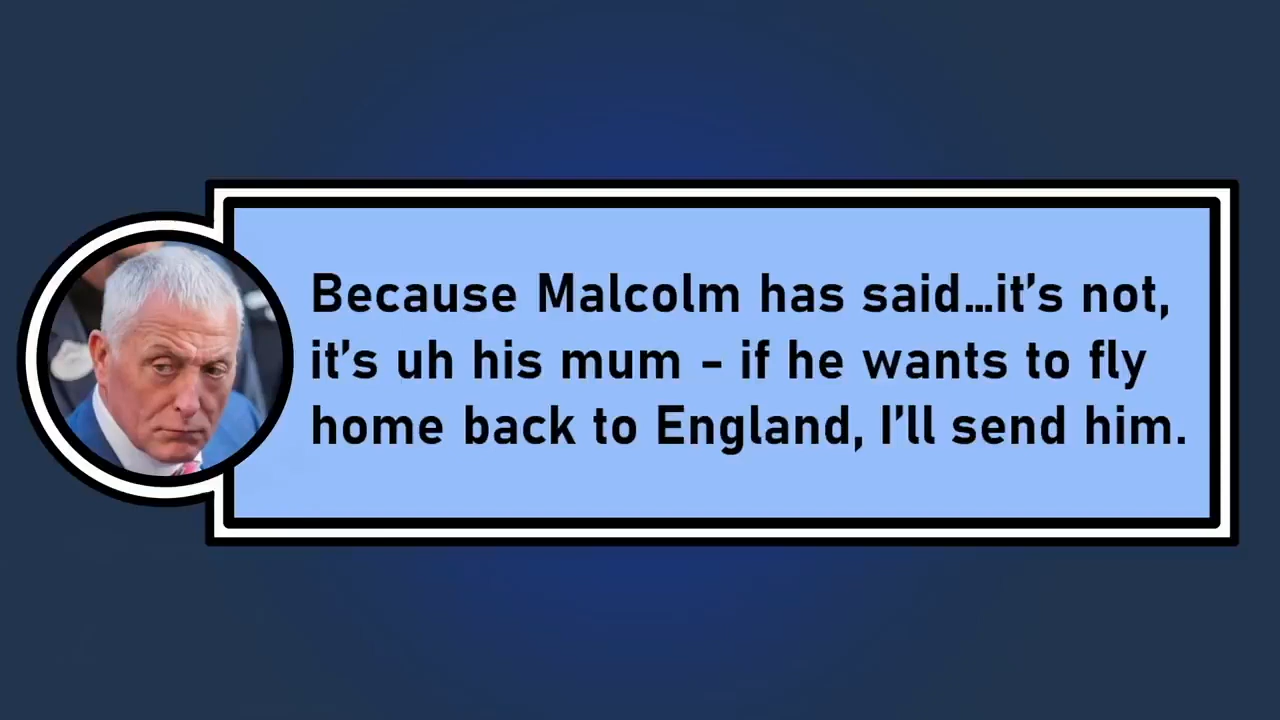 Because Malcolm has said...it's not,
it's uh his mum - if he wants to fly
home back to England, I'll send him.